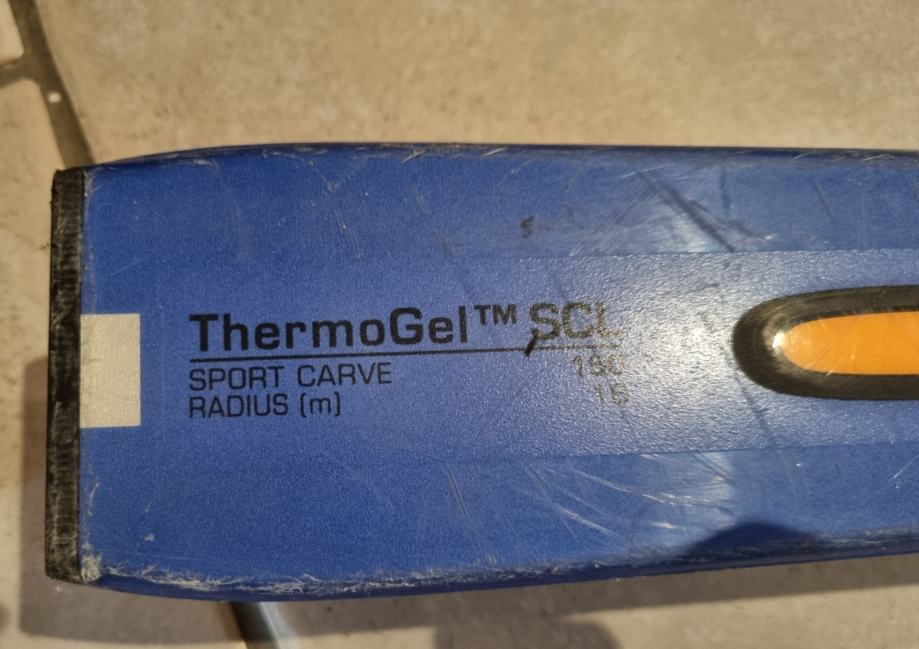 ThermoGel™ SCL
SPORT CARVE
RADIUS (m)